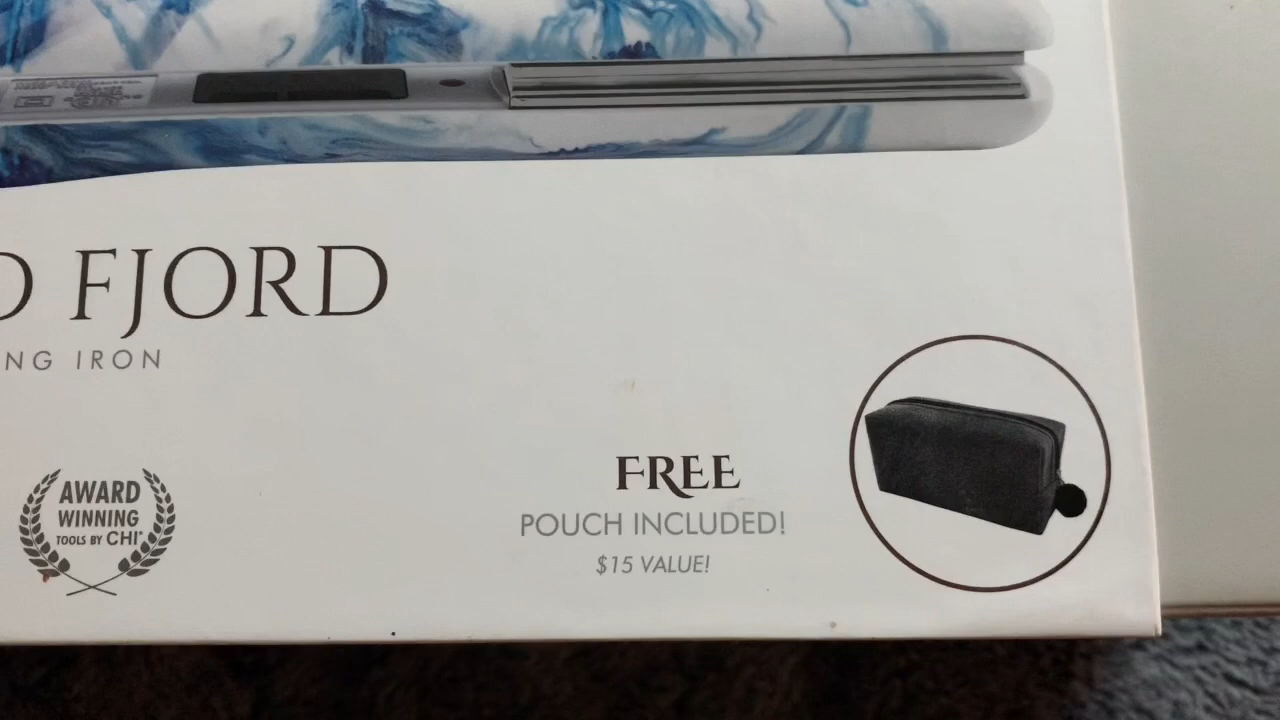 D FJORD
NG IRON
AWARD
WINNING
TOOLS BY CHI®
FREE
POUCH INCLUDED!
$15 VALUE!